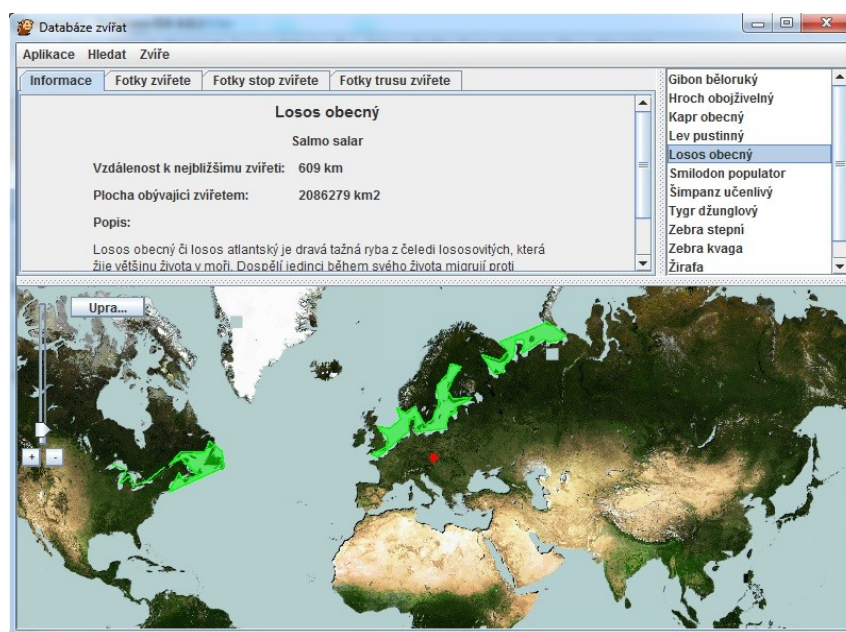 Databáze zvířat
Aplikace Hledat Zvíře
Informace Fotky zvířete Fotky stop zvířete Fotky trusu zvířete
Losos obecný
Salmo salar
Vzdálenost k nejbližšímu zvířeti: 609 km
Plocha obývající zvířetem: 2086279 km2
Popis:
Losos obecný či losos atlantský je dravá tažná ryba z čeledi lososovitých, která
žije většinu života v moři. Dospělí jedinci během svého života migrují proti
Gibon běloruký
Hroch obojživelný
Kapr obecný
Lev pustinný
Losos obecný
Smilodon populator
Šimpanz učenlivý
Tygr džunglový
Zebra stepní
Zebra kvaga
Žirafa
Upra...
+ -